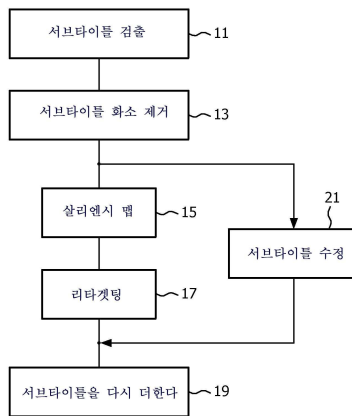 서브타이틀 검출
11
서브타이틀 화소 제거
13
살리엔시 맵
15
21
서브타이틀 수정
리타겟팅
17
서브타이틀을 다시 더한다
19